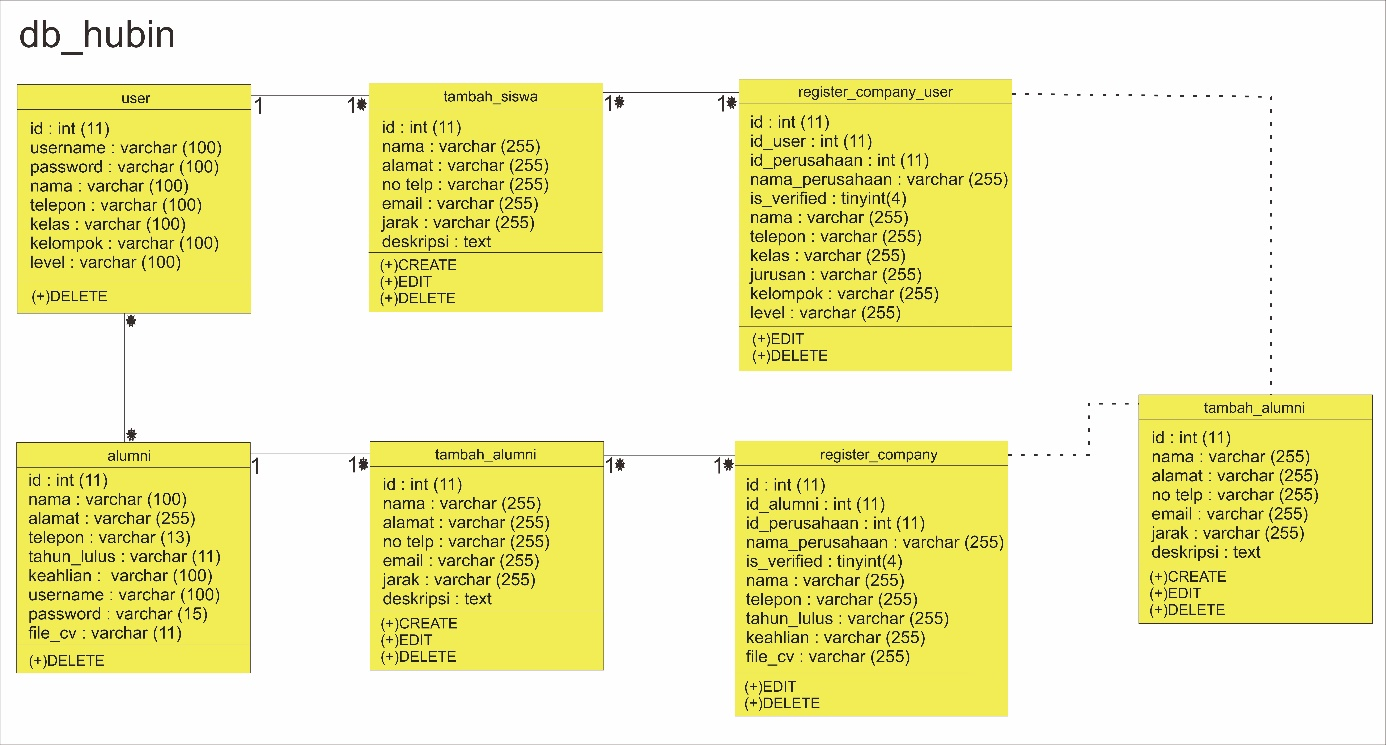 db_hubin
user
id : int (11)
username : varchar (100)
password : varchar (100)
nama : varchar (100)
telepon : varchar (100)
kelas : varchar (100)
kelompok : varchar (100)
level : varchar (100)
(+)DELETE
1
1*
tambah_siswa
id : int (11)
nama : varchar (255)
alamat : varchar (255)
no telp : varchar (255)
email : varchar (255)
jarak : varchar (255)
deskripsi : text
(+)CREATE
(+)EDIT
(+)DELETE
1*
1*
register_company_user
id : int (11)
id_user : int (11)
id_perusahaan : int (11)
nama_perusahaan : varchar (255)
is_verified : tinyint(4)
nama : varchar (255)
telepon : varchar (255)
kelas : varchar (255)
jurusan : varchar (255)
kelompok : varchar (255)
level : varchar (255)
(+)EDIT
(+)DELETE
*
*
alumni
id : int (11)
nama : varchar (100)
alamat : varchar (255)
telepon : varchar (13)
tahun_lulus : varchar (11)
keahlian : varchar (100)
username : varchar (100)
password : varchar (15)
file_cv : varchar (11)
(+)DELETE
1
1*
tambah_alumni
id : int (11)
nama : varchar (255)
alamat : varchar (255)
no telp : varchar (255)
email : varchar (255)
jarak : varchar (255)
deskripsi : text
(+)CREATE
(+)EDIT
(+)DELETE
1*
1*
register_company
id : int (11)
id_alumni : int (11)
id_perusahaan : int (11)
nama_perusahaan : varchar (255)
is_verified : tinyint(4)
nama : varchar (255)
telepon : varchar (255)
tahun_lulus : varchar (255)
keahlian : varchar (255)
file_cv : varchar (255)
(+)EDIT
(+)DELETE
tambah_alumni
id : int (11)
nama : varchar (255)
alamat : varchar (255)
no telp : varchar (255)
email : varchar (255)
jarak : varchar (255)
deskripsi : text
(+)CREATE
(+)EDIT
(+)DELETE